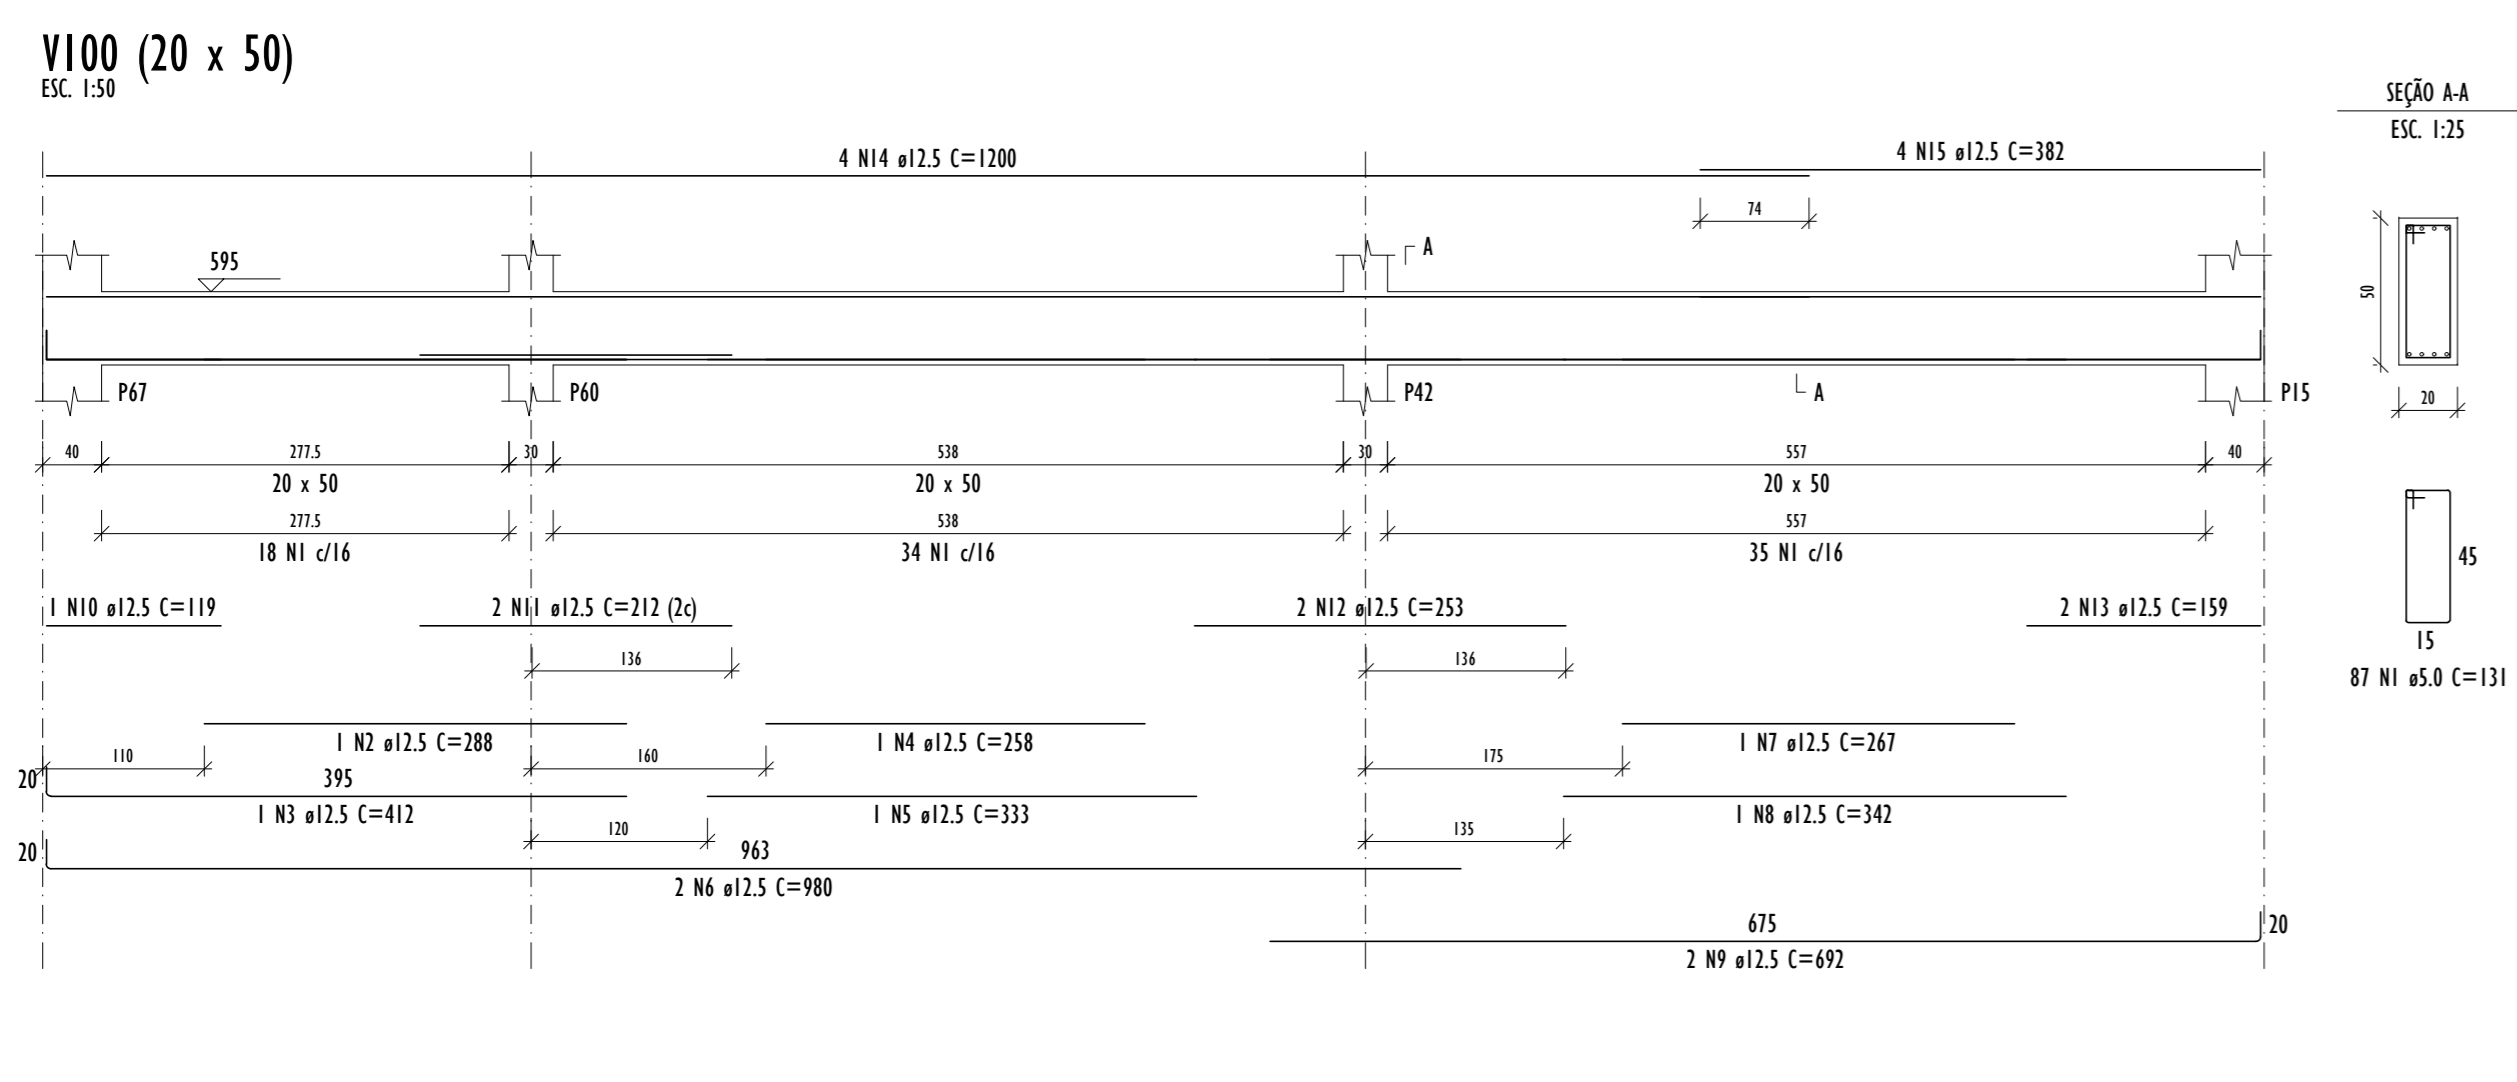 V100 (20 x 50)
ESC. 1:50
SEÇÃO A-A
ESC. 1:25
4 N14 ø12.5 C=1200
4 N15 ø12.5 C=382
74
A
595
50
P67
P60
P42
A
P15
20
40
277.5
30
538
30
557
40
20 x 50
20 x 50
20 x 50
277.5
538
557
18 N1 c/16
34 N1 c/16
35 N1 c/16
45
15
87 N1 ø5.0 C=131
1 N10 ø12.5 C=119
2 N11 ø12.5 C=212 (2c)
2 N12 ø12.5 C=253
2 N13 ø12.5 C=159
136
136
1 N2 ø12.5 C=288
1 N4 ø12.5 C=258
1 N7 ø12.5 C=267
110
160
175
20
395
1 N3 ø12.5 C=412
1 N5 ø12.5 C=333
1 N8 ø12.5 C=342
120
135
20
963
2 N6 ø12.5 C=980
675
20
2 N9 ø12.5 C=692